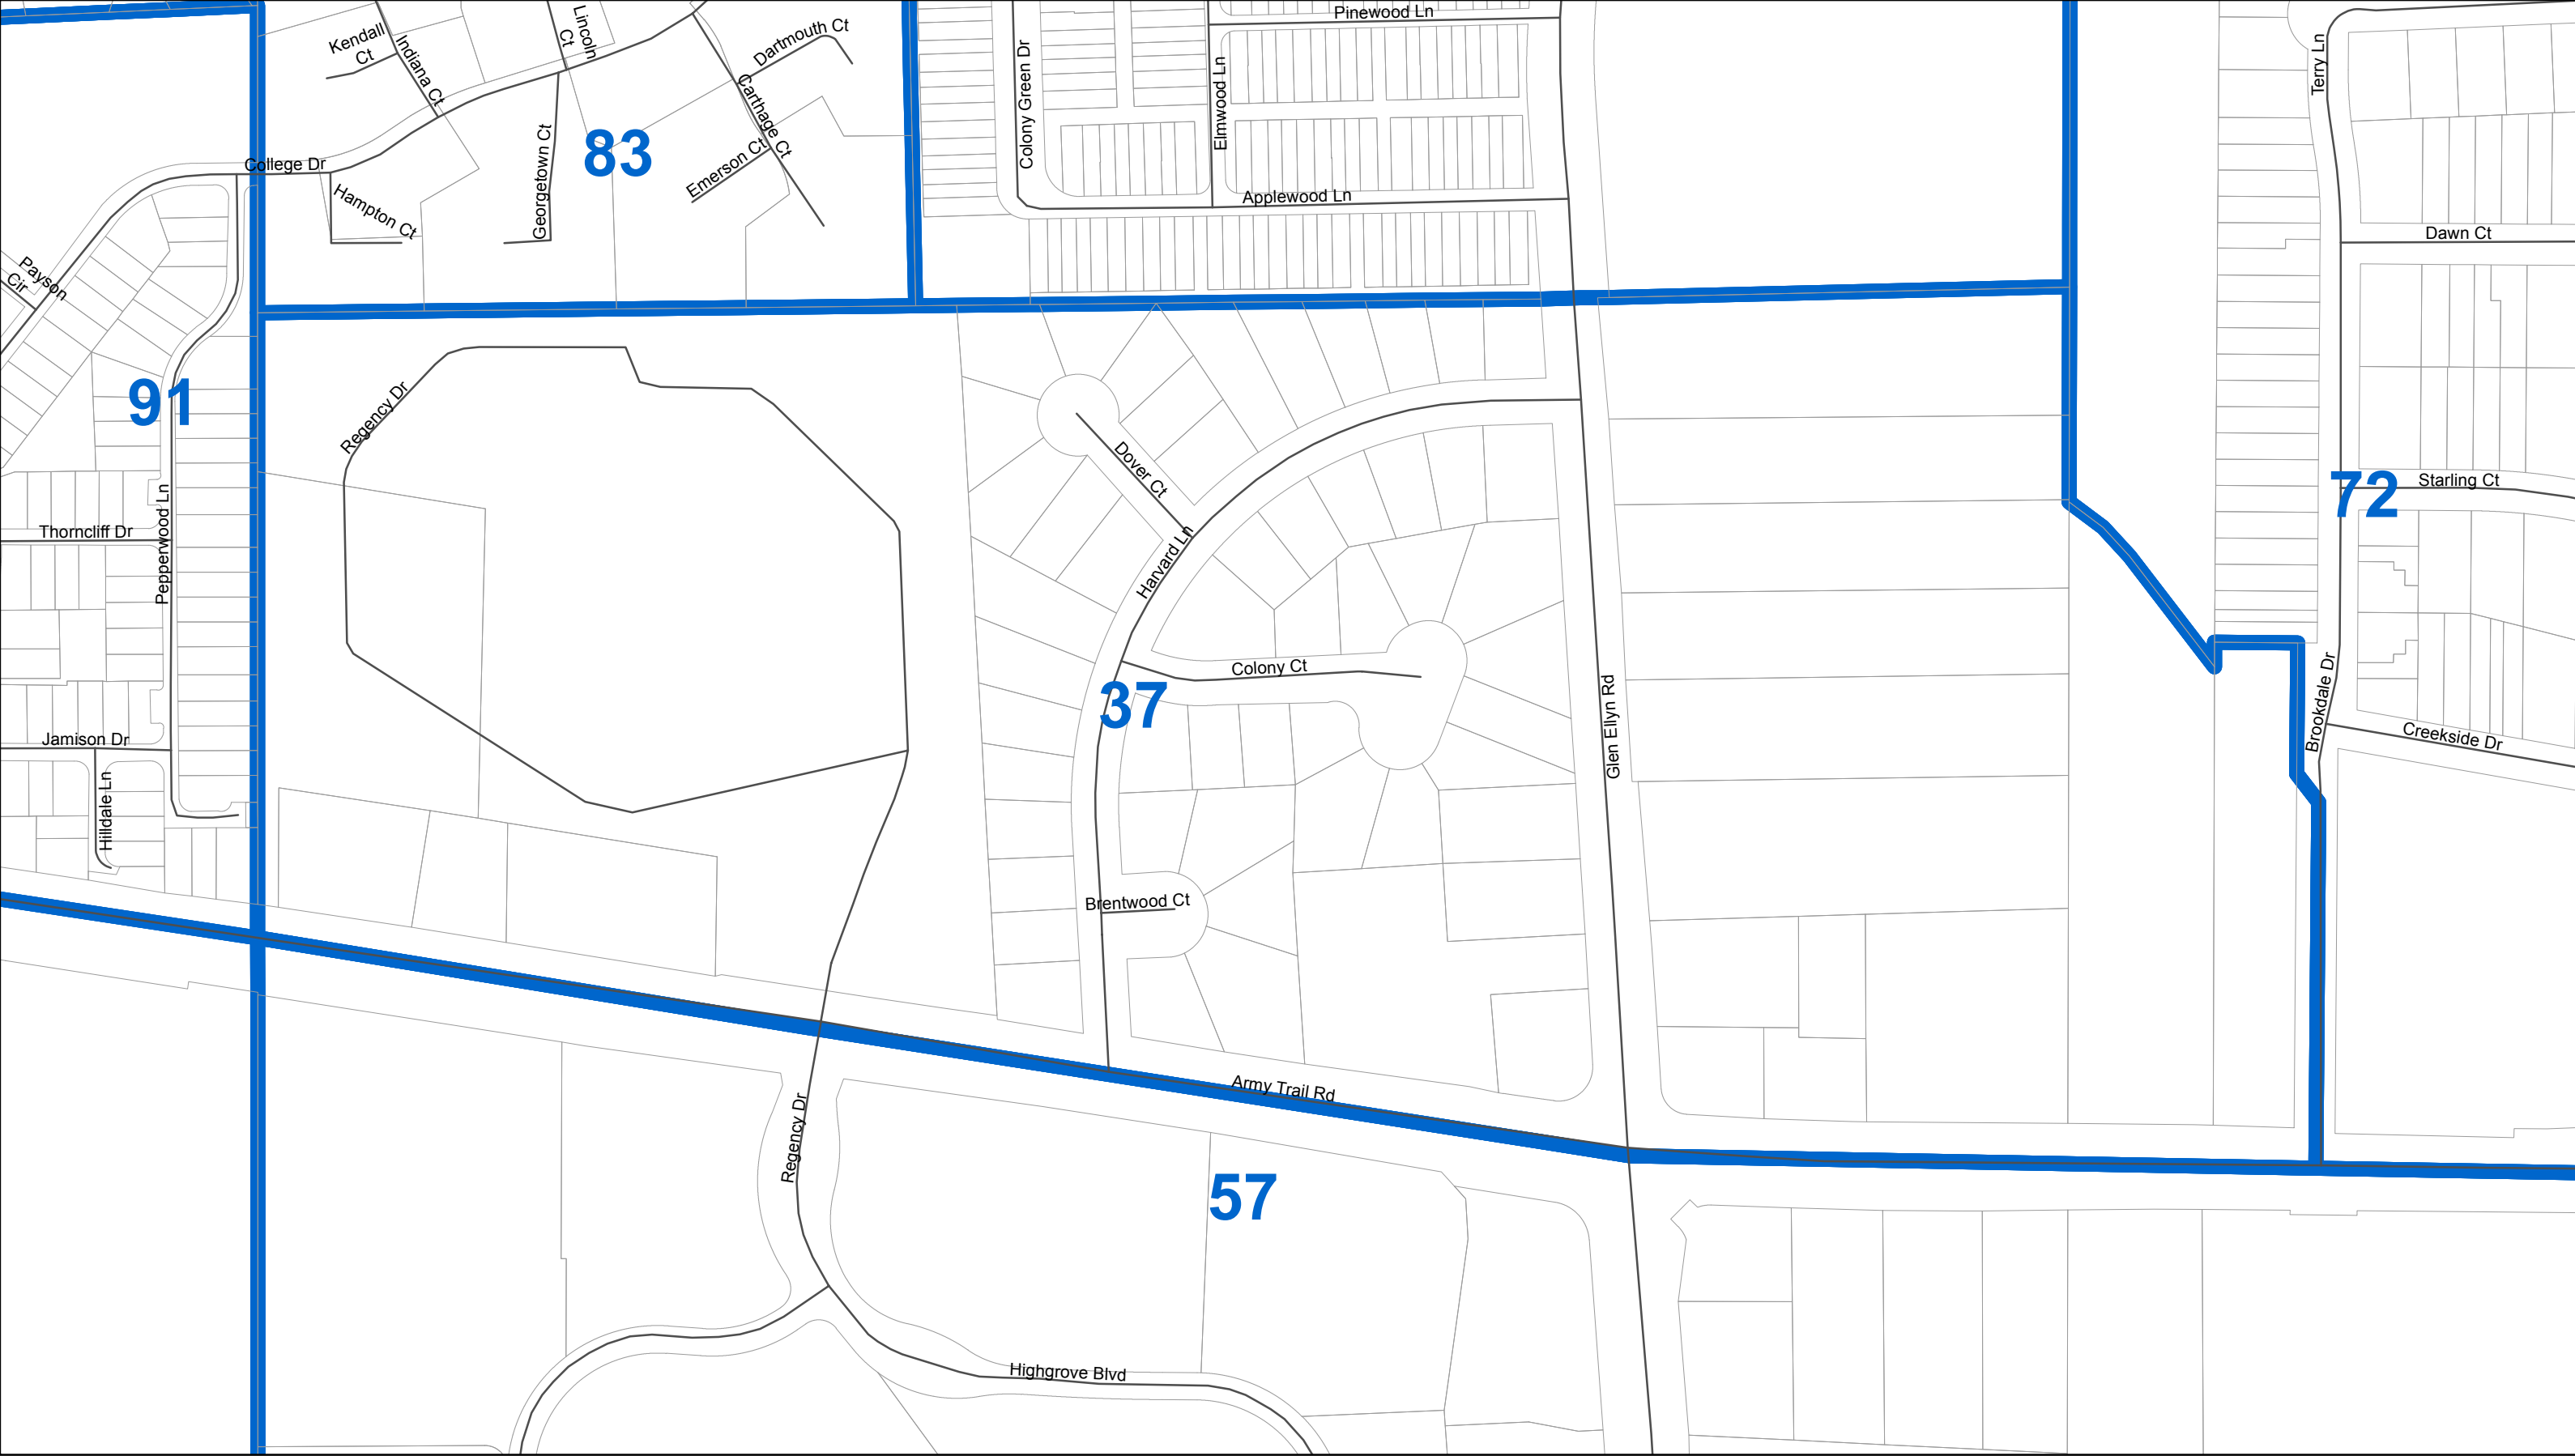 Pinewood Ln
Lincoln
Ct
Kendall
Ct
Indiana Ct
Dartmouth Ct
Carthage Ct
Colony Green Dr
Elmwood Ln
Terry Ln
83
College Dr
Georgetown Ct
Emerson Ct
Hampton Ct
Applewood Ln
Dawn Ct
Payson
Cir
91
Regency Dr
Dover Ct
Starling Ct
72
Pepperwood Ln
Thorncliff Dr
Harvard Ln
Colony Ct
37
Glen Ellyn Rd
Brookdale Dr
Creekside Dr
Jamison Dr
Hilldale Ln
Brentwood Ct
Army Trail Rd
Regency Dr
57
Highgrove Blvd